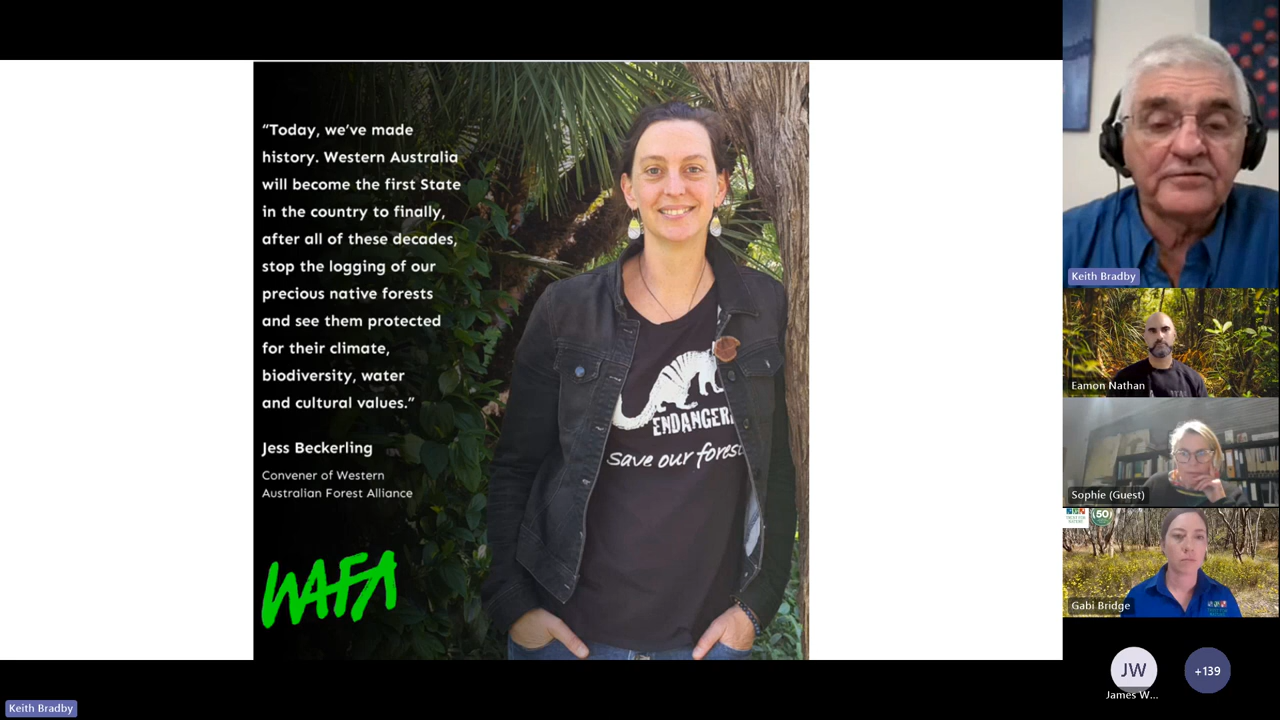 “Today, we’ve made
history. Western Australia
will become the first State
in the country to finally,
after all of these decades,
stop the logging of our
precious native forests
and see them protected
for their climate,
biodiversity, water
and cultural values.”
Jess Beckerling
Convener of Western
Australian Forest Alliance
WAFA
ENDANGER
save our forest
Keith Bradby
Eamon Nathan
Sophie (Guest)
50
Gabi Bridge
JW
James W...
+139
Keith Bradby